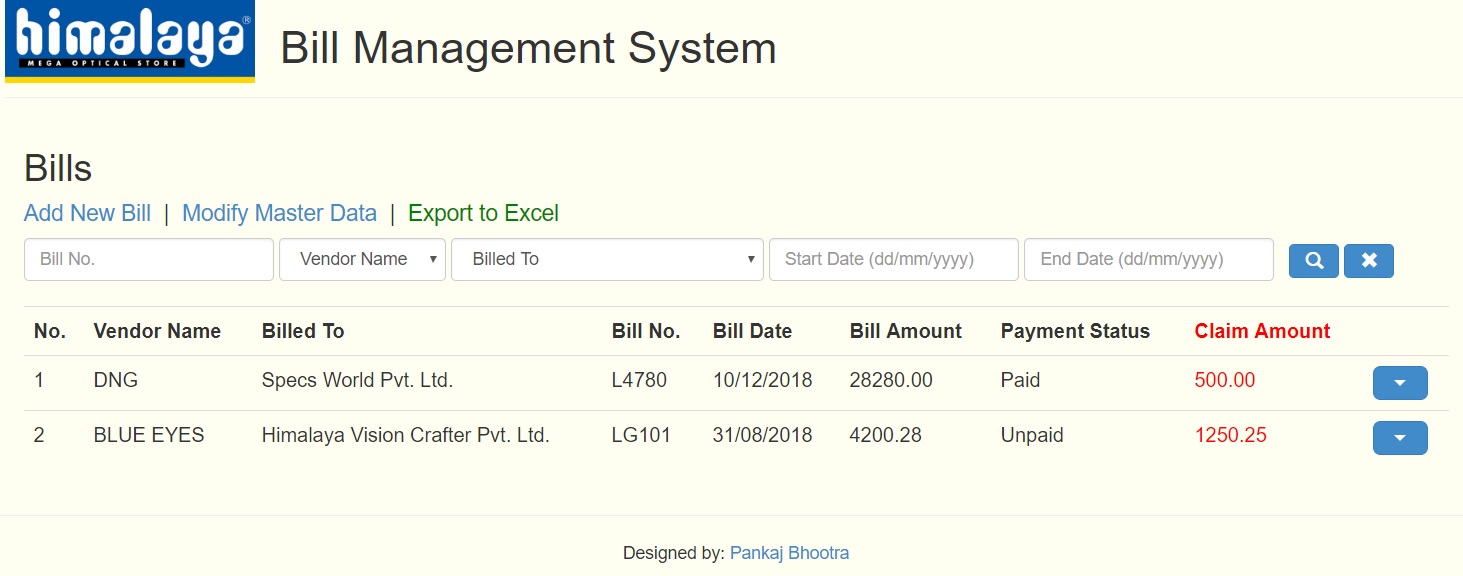 himalaya®
MEGA OPTICAL STORE
Bill Management System
Bills
Add New Bill | Modify Master Data | Export to Excel
Bill No. Vendor Name Billed To Start Date (dd/mm/yyyy) End Date (dd/mm/yyyy)
No. Vendor Name Billed To Bill No. Bill Date Bill Amount Payment Status Claim Amount
1 DNG Specs World Pvt. Ltd. L4780 10/12/2018 28280.00 Paid 500.00
2 BLUE EYES Himalaya Vision Crafter Pvt. Ltd. LG101 31/08/2018 4200.28 Unpaid 1250.25
Designed by: Pankaj Bhootra